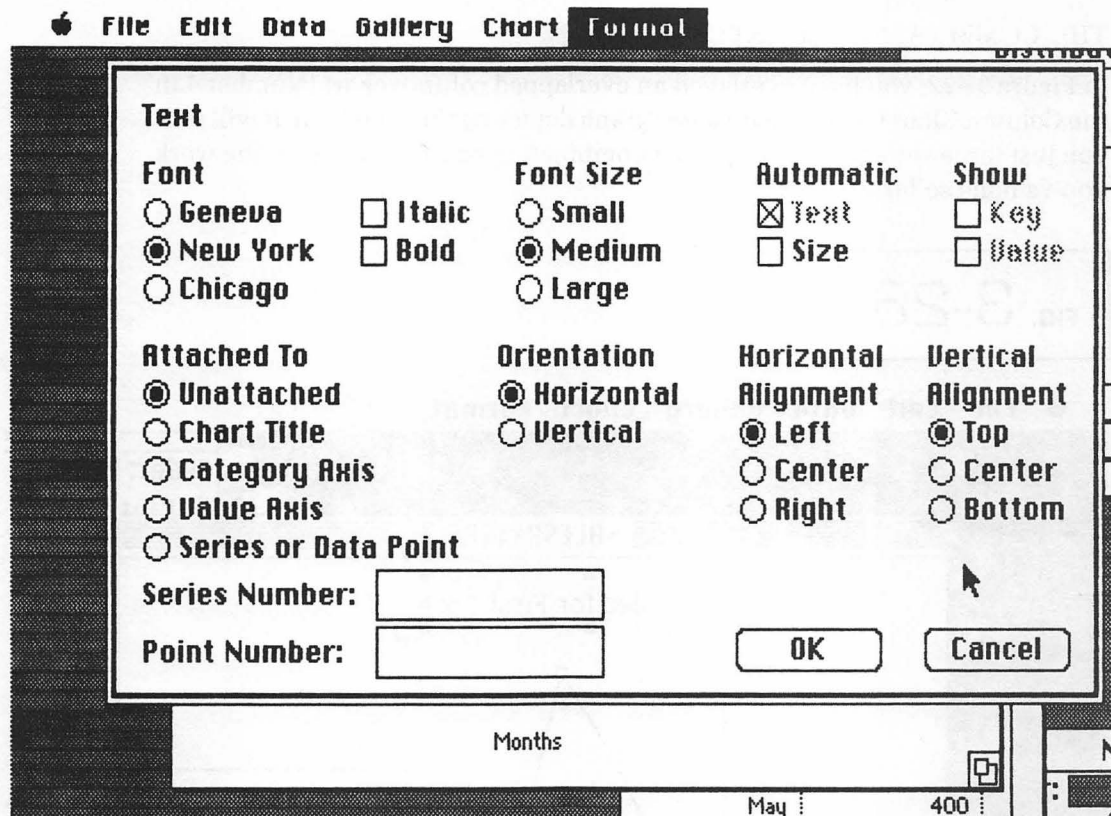 File Edit Data Gallery Chart Format
Text
Font Font Size Automatic Show
Geneva Italic Small Text Key
New York Bold Medium Size Value
Chicago Large
Attached To Orientation Horizontal Alignment Vertical Alignment
Unattached Horizontal Left Top
Chart Title Vertical Center Center
Category Axis Right Bottom
Value Axis
Series or Data Point
Series Number:
Point Number: OK Cancel
Months
May 400